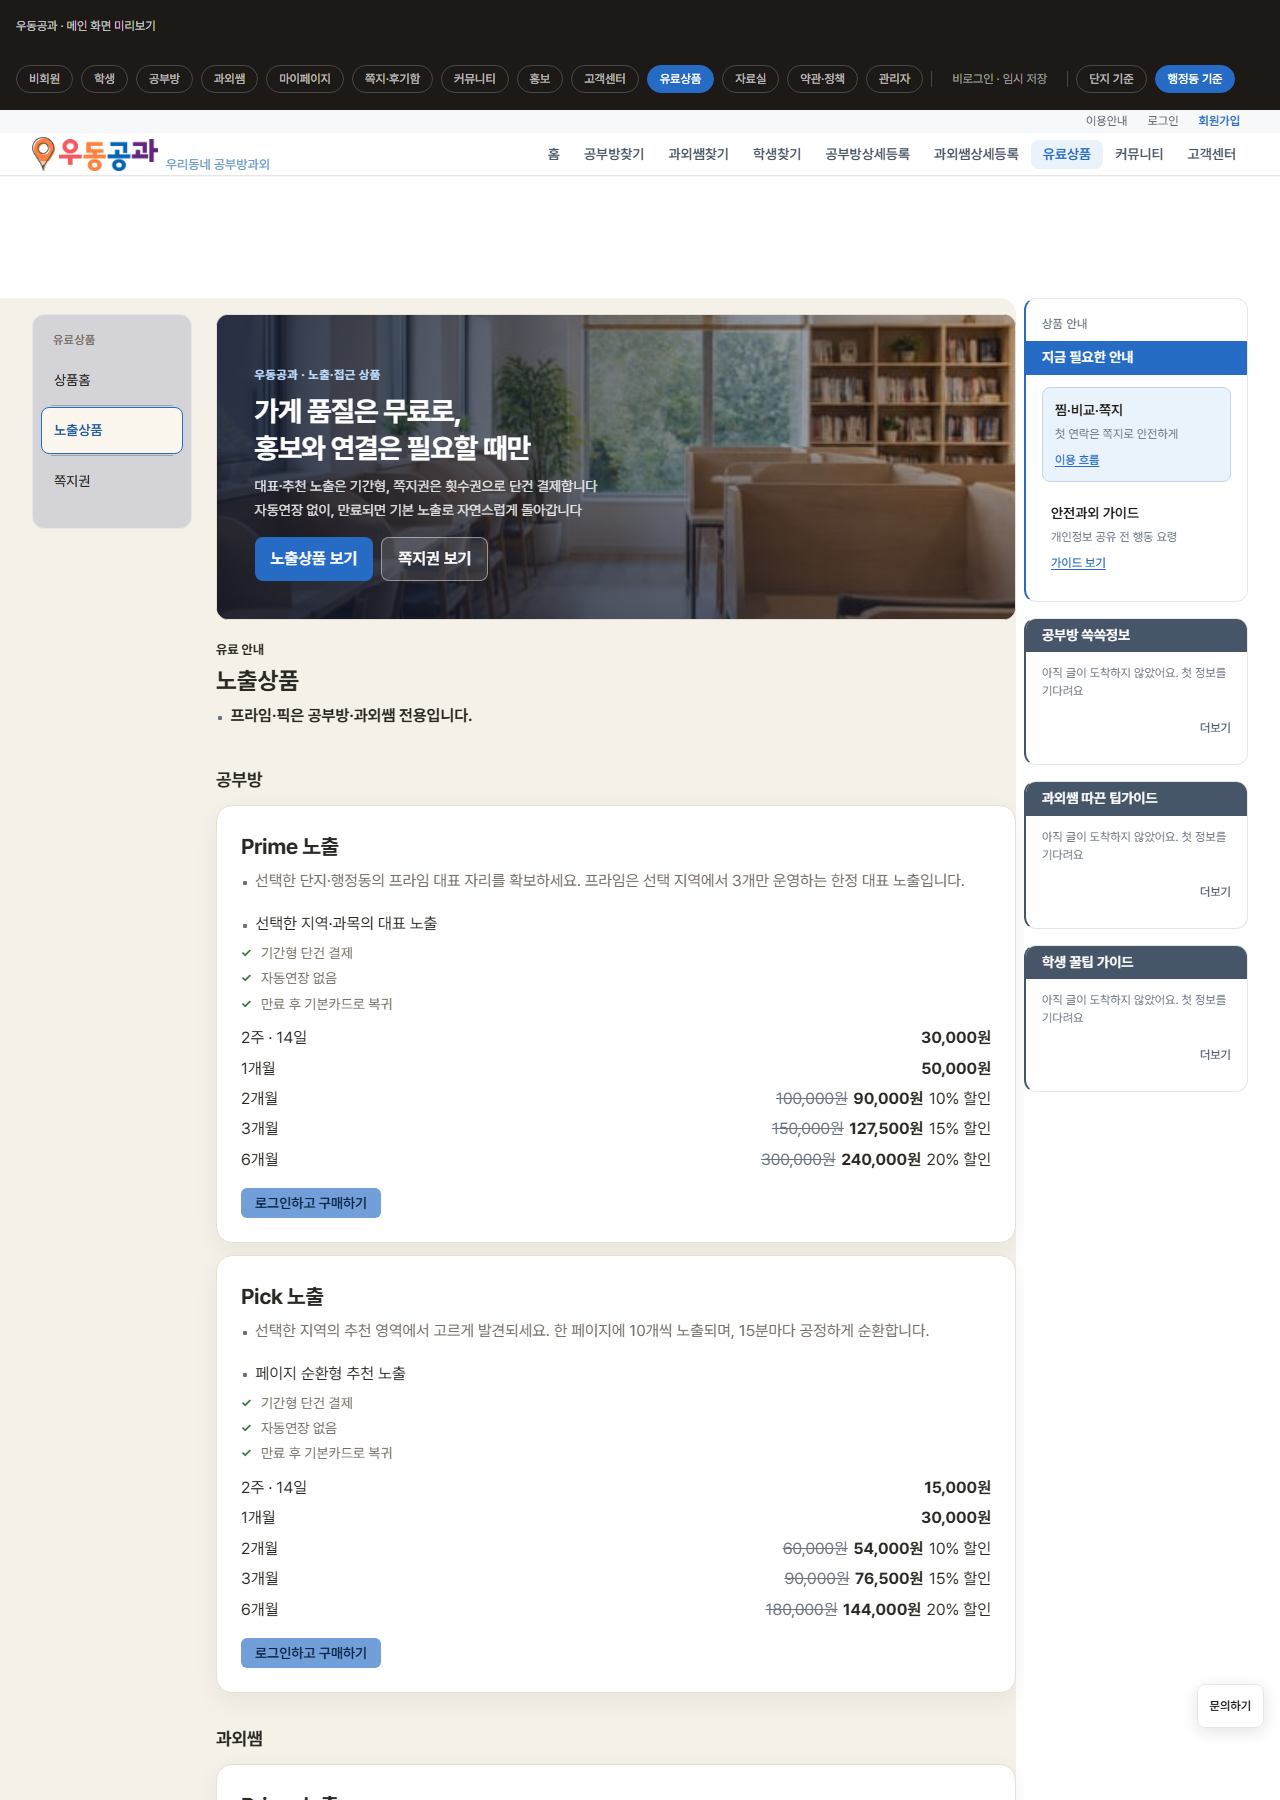 우동공과 · 메인 화면 미리보기
비회원 학생 공부방 과외쌤 마이페이지 쪽지·후기함 커뮤니티 홍보 고객센터 유료상품 자료실 약관·정책 관리자 비로그인 · 임시 저장 단지 기준 행정동 기준
이용안내 로그인 회원가입
우동공과 우리동네 공부방과외
홈 공부방찾기 과외쌤찾기 학생찾기 공부방상세등록 과외쌤상세등록 유료상품 커뮤니티 고객센터
유료상품
상품홈
노출상품
쪽지권
우동공과 · 노출·접근 상품
가게 품질은 무료로,
홍보와 연결은 필요할 때만
대표·추천 노출은 기간형, 쪽지권은 횟수권으로 단건 결제합니다
자동연장 없이, 만료되면 기본 노출로 자연스럽게 돌아갑니다
노출상품 보기 쪽지권 보기
유료 안내
노출상품
프라임·픽은 공부방·과외쌤 전용입니다.
공부방
Prime 노출
선택한 단지·행정동의 프라임 대표 자리를 확보하세요. 프라임은 선택 지역에서 3개만 운영하는 한정 대표 노출입니다.
선택한 지역·과목의 대표 노출
✓ 기간형 단건 결제
✓ 자동연장 없음
✓ 만료 후 기본카드로 복귀
2주 · 14일 30,000원
1개월 50,000원
2개월 100,000원 90,000원 10% 할인
3개월 150,000원 127,500원 15% 할인
6개월 300,000원 240,000원 20% 할인
로그인하고 구매하기
Pick 노출
선택한 지역의 추천 영역에서 고르게 발견되세요. 한 페이지에 10개씩 노출되며, 15분마다 공정하게 순환합니다.
페이지 순환형 추천 노출
✓ 기간형 단건 결제
✓ 자동연장 없음
✓ 만료 후 기본카드로 복귀
2주 · 14일 15,000원
1개월 30,000원
2개월 60,000원 54,000원 10% 할인
3개월 90,000원 76,500원 15% 할인
6개월 180,000원 144,000원 20% 할인
로그인하고 구매하기
과외쌤
Prime 노출
상품 안내
지금 필요한 안내
찜·비교·쪽지
첫 연락은 쪽지로 안전하게
이용 흐름
안전과외 가이드
개인정보 공유 전 행동 요령
가이드 보기
공부방 쏙쏙정보
아직 글이 도착하지 않았어요. 첫 정보를
기다려요
더보기
과외쌤 따끈 팁가이드
아직 글이 도착하지 않았어요. 첫 정보를
기다려요
더보기
학생 꿀팁 가이드
아직 글이 도착하지 않았어요. 첫 정보를
기다려요
더보기
문의하기